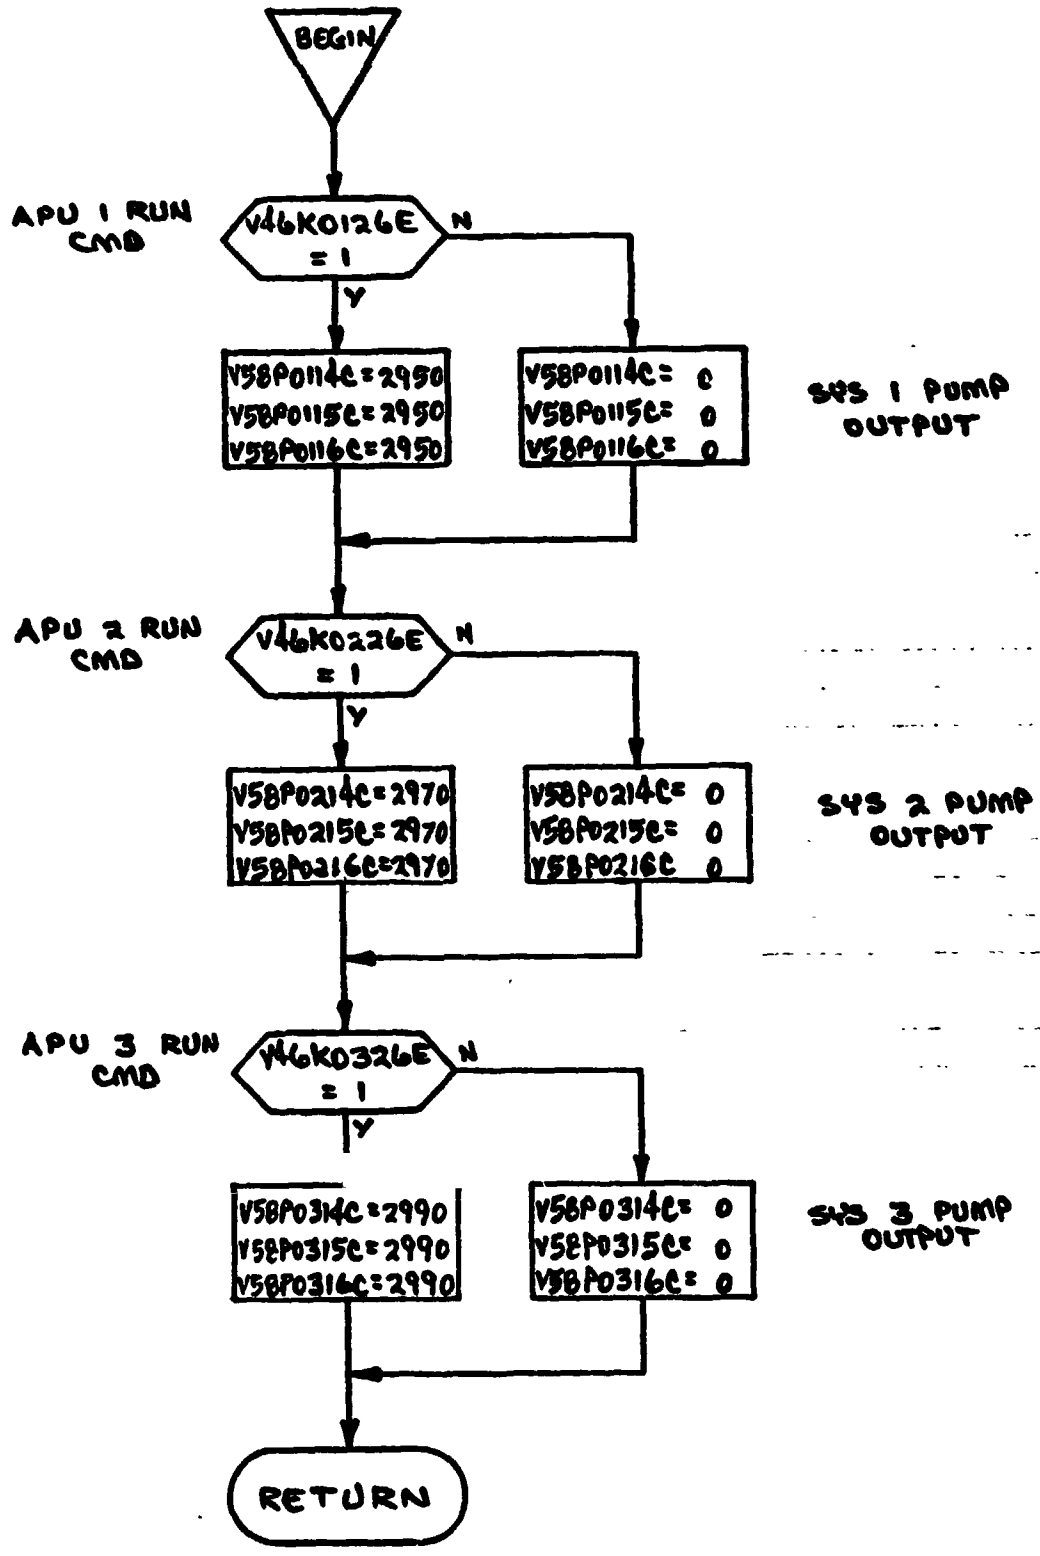 BEGIN
APU 1 RUN
CMD
V46K0126E
= 1
N
Y
V58P0114C=2950
V58P0115C=2950
V58P0116C=2950
V58P0114C= 0
V58P0115C= 0
V58P0116C= 0
SYS 1 PUMP
OUTPUT
APU 2 RUN
CMD
V46K0226E
= 1
N
Y
V58P0214C=2970
V58P0215C=2970
V58P0216C=2970
V58P0214C= 0
V58P0215C= 0
V58P0216C 0
SYS 2 PUMP
OUTPUT
APU 3 RUN
CMD
V46K0326E
= 1
N
Y
V58P0314C=2990
V58P0315C=2990
V58P0316C=2990
V58P0314C= 0
V58P0315C= 0
V58P0316C= 0
SYS 3 PUMP
OUTPUT
RETURN